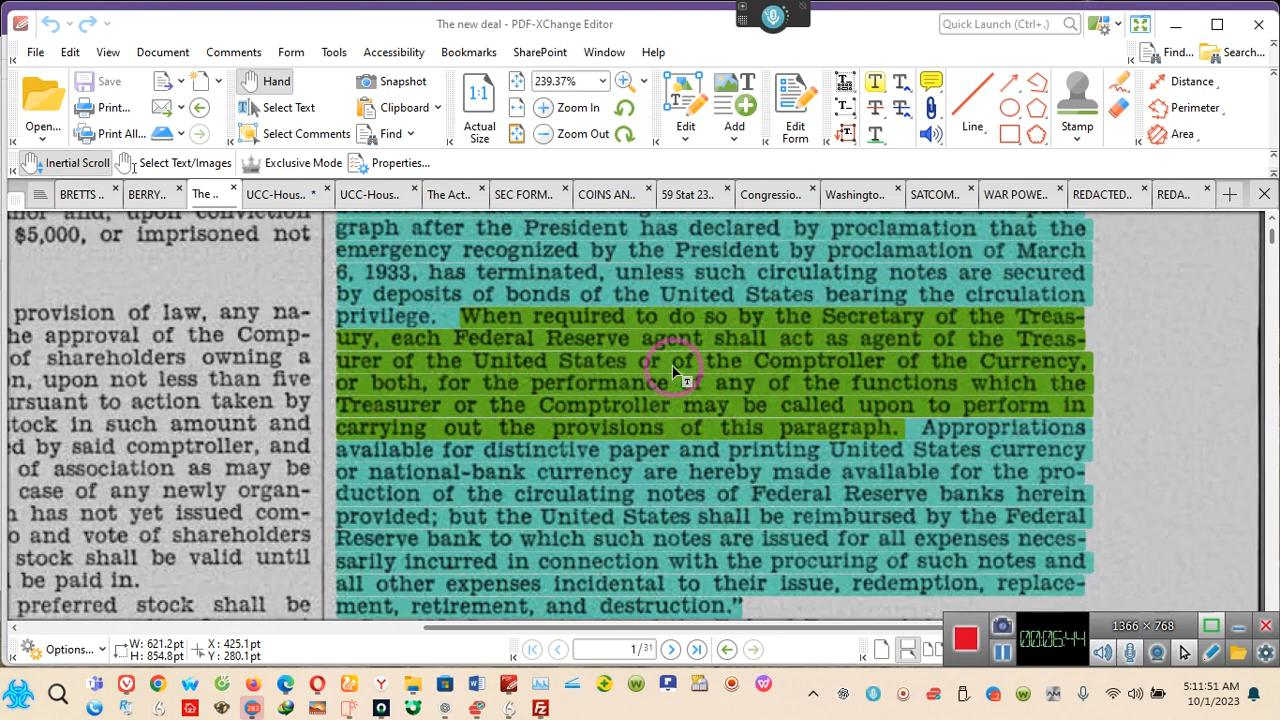 The new deal - PDF-XChange Editor
Quick Launch (Ctrl+.)
File Edit View Document Comments Form Tools Accessibility Bookmarks SharePoint Window Help
Find... Search...
Open...
Save
Print...
Print All...
Hand
Select Text
Select Comments
Snapshot
Clipboard
Find
1:1
Actual
Size
239.37%
Zoom In
Zoom Out
Edit
Add
Edit
Form
Line
Stamp
Distance
Perimeter
Area
Inertial Scroll Select Text/Images Exclusive Mode Properties...
BRETTS BERRY... The .. UCC-Hous... * UCC-Hous... The Act... SEC FORM... COINS AN... 59 Stat 23... Congressio... Washingto... SATCOM... WAR POWE... REDACTED... REDA...
$5,000, or imprisoned not
provision of law, any na-
he approval of the Comp-
of shareholders owning a
n, upon not less than five
ursuant to action taken by
tock in such amount and
ed by said comptroller, and
of association as may be
case of any newly organ-
h has not yet issued com-
o and vote of shareholders
stock shall be valid until
be paid in.
preferred stock shall be
graph after the President has declared by proclamation that the
emergency recognized by the President by proclamation of March
6, 1933, has terminated, unless such circulating notes are secured
by deposits of bonds of the United States bearing the circulation
privilege. When required to do so by the Secretary of the Treas-
ury, each Federal Reserve agent shall act as agent of the Treas-
urer of the United States or of the Comptroller of the Currency,
or both, for the performance any of the functions which the
Treasurer or the Comptroller may be called upon to perform in
carrying out the provisions of this paragraph. Appropriations
available for distinctive paper and printing United States currency
or national-bank currency are hereby made available for the pro-
duction of the circulating notes of Federal Reserve banks herein
provided; but the United States shall be reimbursed by the Federal
Reserve bank to which such notes are issued for all expenses neces-
sarily incurred in connection with the procuring of such notes and
all other expenses incidental to their issue, redemption, replace-
ment, retirement, and destruction.”
Options...
W: 621.2pt
H: 854.8pt
X: 425.1pt
Y: 280.1pt
1/31
00:06:44
1366 × 768
282
5:11:51 AM
10/1/2023